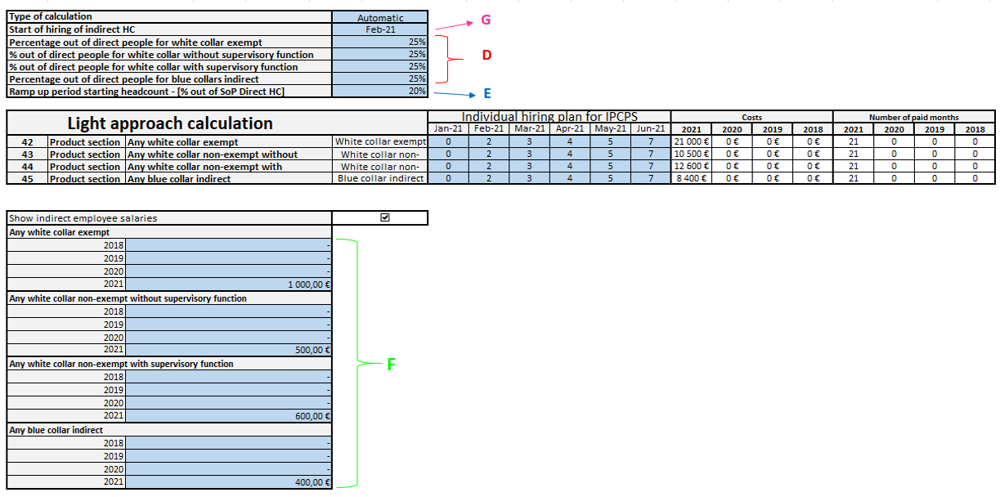 Type of calculation Automatic
Start of hiring of indirect HC Feb-21 G
Percentage out of direct people for white collar exempt 25%
% out of direct people for white collar without supervisory function 25% D
% out of direct people for white collar with supervisory function 25%
Percentage out of direct people for blue collars indirect 25%
Ramp up period starting headcount - [% out of SoP Direct HC] 20% E
Light approach calculation Individual hiring plan for IPCPS Costs Number of paid months
Jan-21 Feb-21 Mar-21 Apr-21 May-21 Jun-21 2021 2020 2019 2018 2021 2020 2019 2018
42 Product section Any white collar exempt White collar exempt 0 2 3 4 5 7 21 000 € 0 € 0 € 0 € 21 0 0 0
43 Product section Any white collar non-exempt without White collar non- 0 2 3 4 5 7 10 500 € 0 € 0 € 0 € 21 0 0 0
44 Product section Any white collar non-exempt with White collar non- 0 2 3 4 5 7 12 600 € 0 € 0 € 0 € 21 0 0 0
45 Product section Any blue collar indirect Blue collar indirect 0 2 3 4 5 7 8 400 € 0 € 0 € 0 € 21 0 0 0
Show indirect employee salaries
Any white collar exempt
2018 -
2019 -
2020 -
2021 1 000,00 €
Any white collar non-exempt without supervisory function
2018 -
2019 -
2020 -
2021 500,00 €
Any white collar non-exempt with supervisory function F
2018 -
2019 -
2020 -
2021 600,00 €
Any blue collar indirect
2018 -
2019 -
2020 -
2021 400,00 €